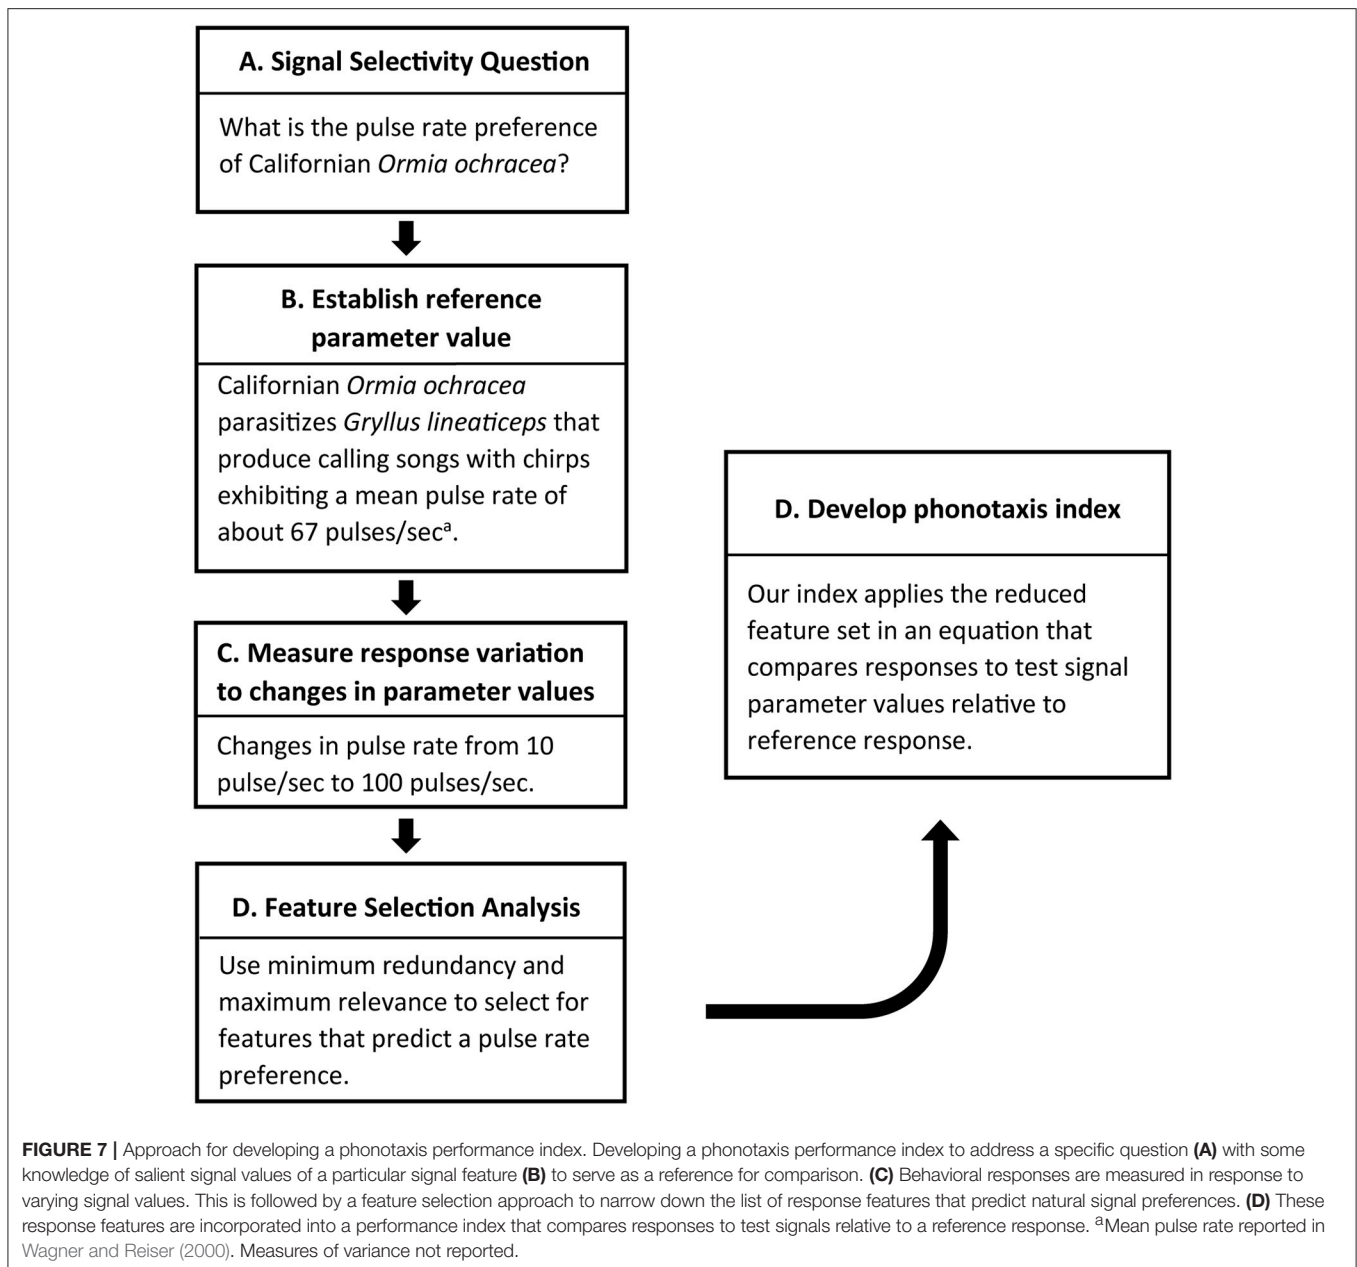 A. Signal Selectivity Question
What is the pulse rate preference
of Californian Ormia ochracea?
B. Establish reference
parameter value
Californian Ormia ochracea
parasitizes Gryllus lineaticeps that
produce calling songs with chirps
exhibiting a mean pulse rate of
about 67 pulses/secᵃ.
C. Measure response variation
to changes in parameter values
Changes in pulse rate from 10
pulse/sec to 100 pulses/sec.
D. Feature Selection Analysis
Use minimum redundancy and
maximum relevance to select for
features that predict a pulse rate
preference.
D. Develop phonotaxis index
Our index applies the reduced
feature set in an equation that
compares responses to test signal
parameter values relative to
reference response.
FIGURE 7 | Approach for developing a phonotaxis performance index. Developing a phonotaxis performance index to address a specific question (A) with some
knowledge of salient signal values of a particular signal feature (B) to serve as a reference for comparison. (C) Behavioral responses are measured in response to
varying signal values. This is followed by a feature selection approach to narrow down the list of response features that predict natural signal preferences. (D) These
response features are incorporated into a performance index that compares responses to test signals relative to a reference response. ᵃMean pulse rate reported in
Wagner and Reiser (2000). Measures of variance not reported.